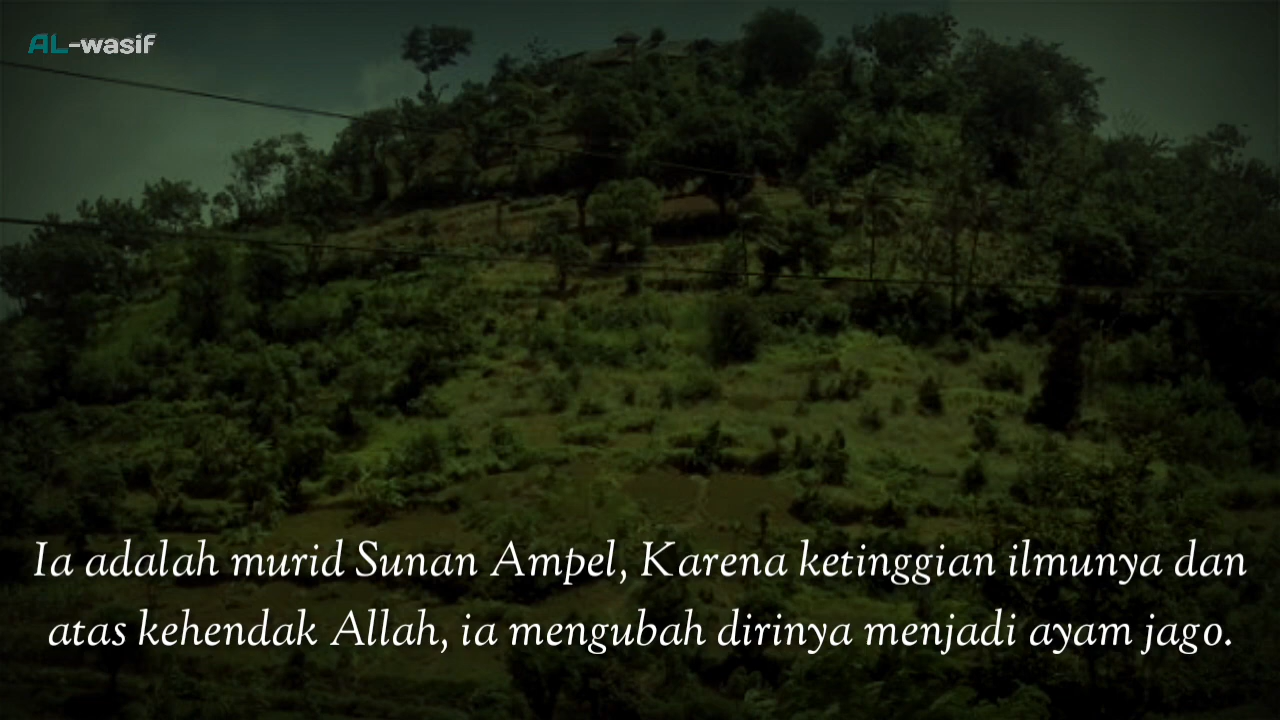 AL-wasif
Ia adalah murid Sunan Ampel, Karena ketinggian ilmunya dan
atas kehendak Allah, ia mengubah dirinya menjadi ayam jago.